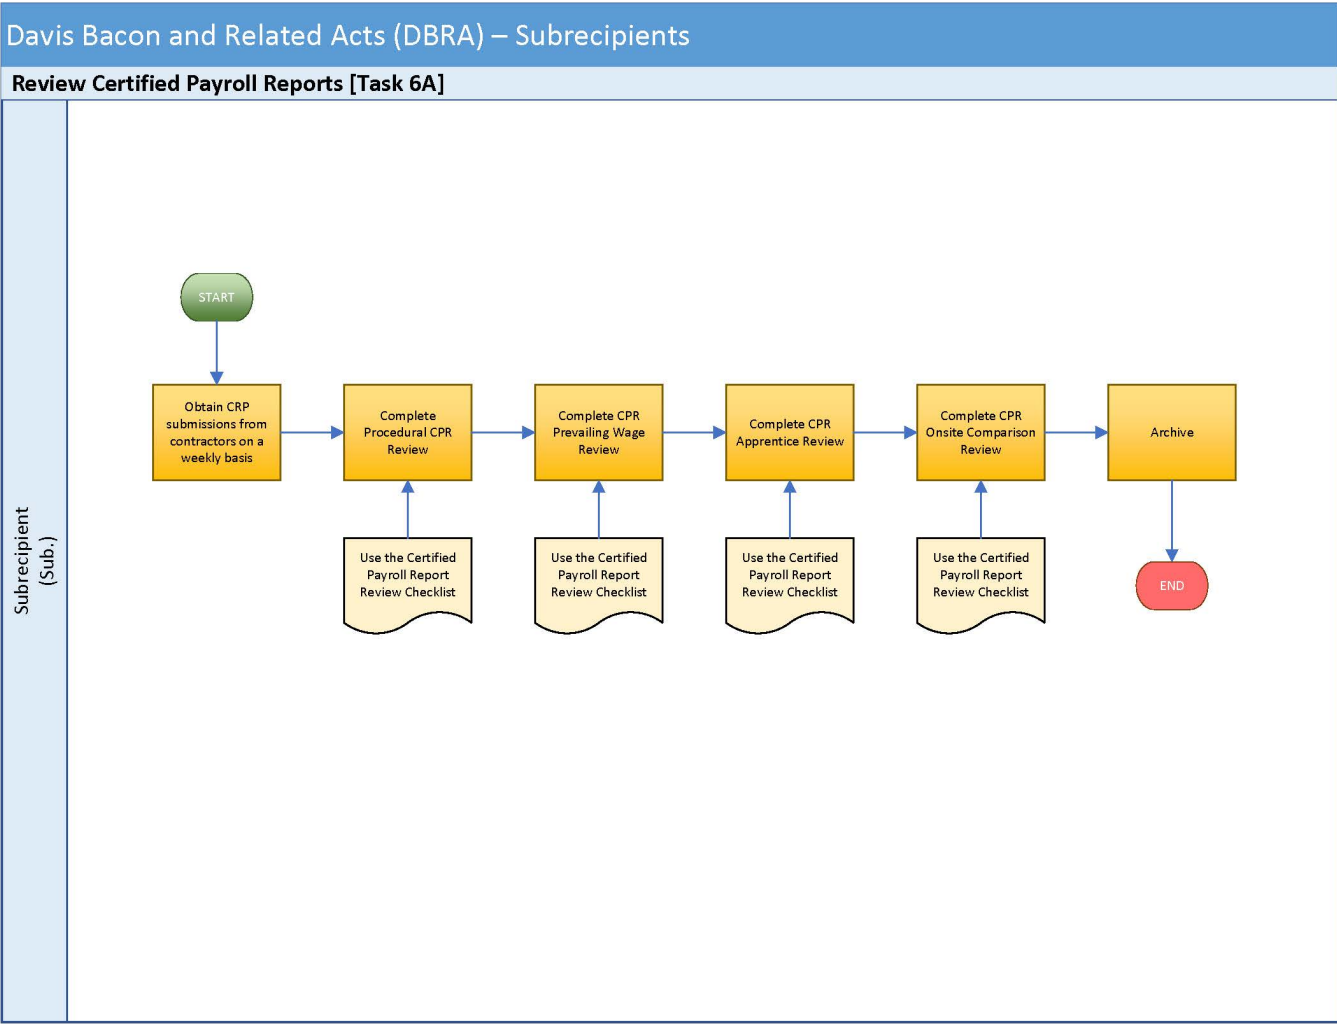 Davis Bacon and Related Acts (DBRA) – Subrecipients
Review Certified Payroll Reports [Task 6A]
Subrecipient
(Sub.)
START
Obtain CRP
submissions from
contractors on a
weekly basis
Complete
Procedural CPR
Review
Complete CPR
Prevailing Wage
Review
Complete CPR
Apprentice Review
Complete CPR
Onsite Comparison
Review
Archive
Use the Certified
Payroll Report
Review Checklist
Use the Certified
Payroll Report
Review Checklist
Use the Certified
Payroll Report
Review Checklist
Use the Certified
Payroll Report
Review Checklist
END